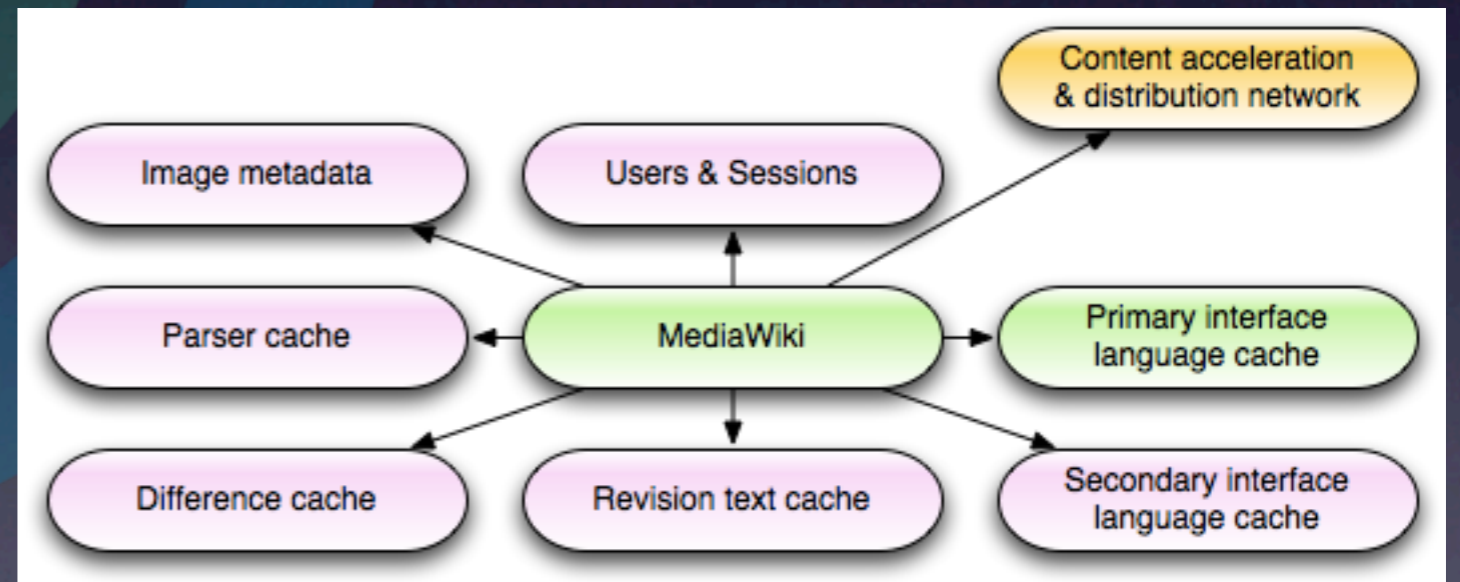 Content acceleration
& distribution network
Image metadata
Users & Sessions
Parser cache
MediaWiki
Primary interface
language cache
Difference cache
Revision text cache
Secondary interface
language cache